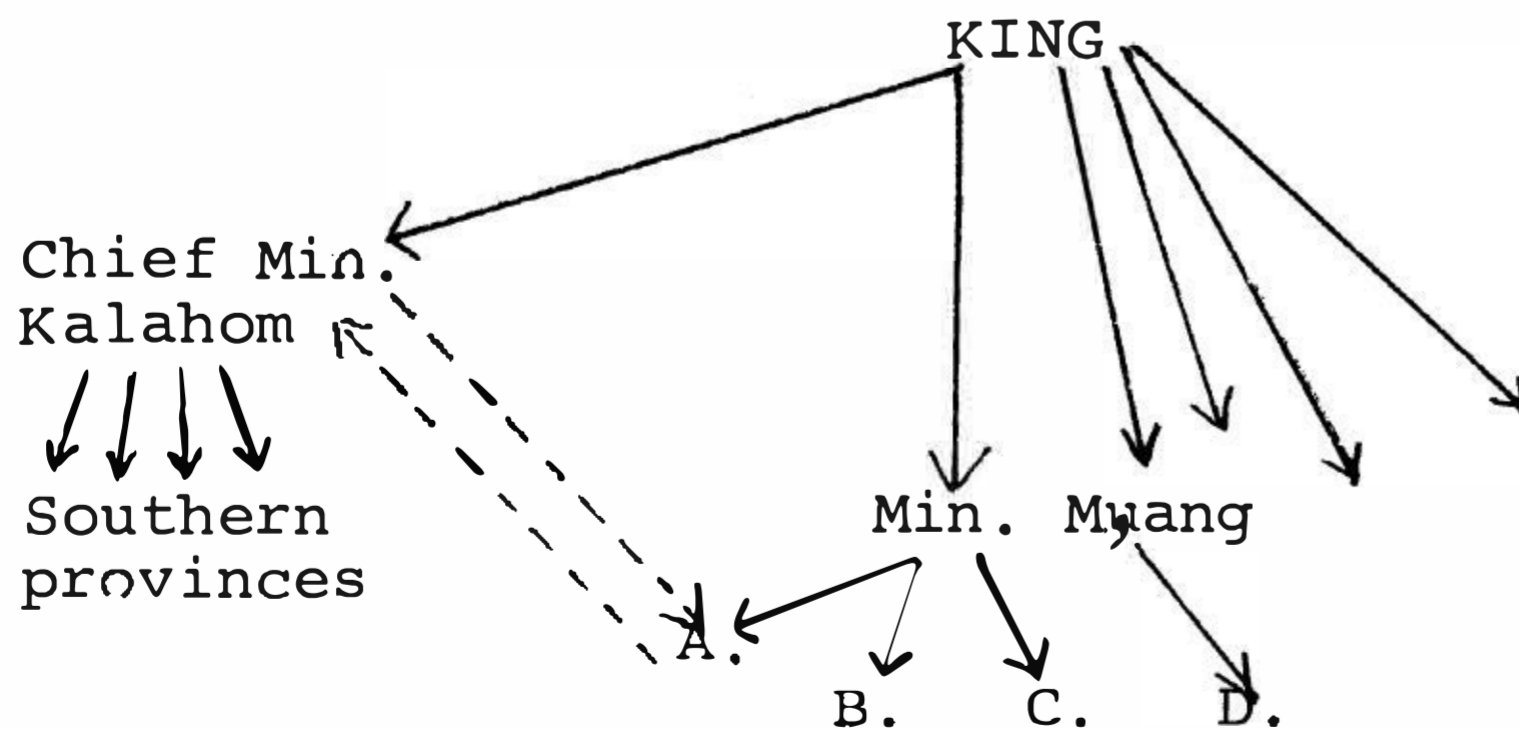 KING
Chief Min.
Kalahom
Southern
provinces
Min. Muang
A.
B. C. D.